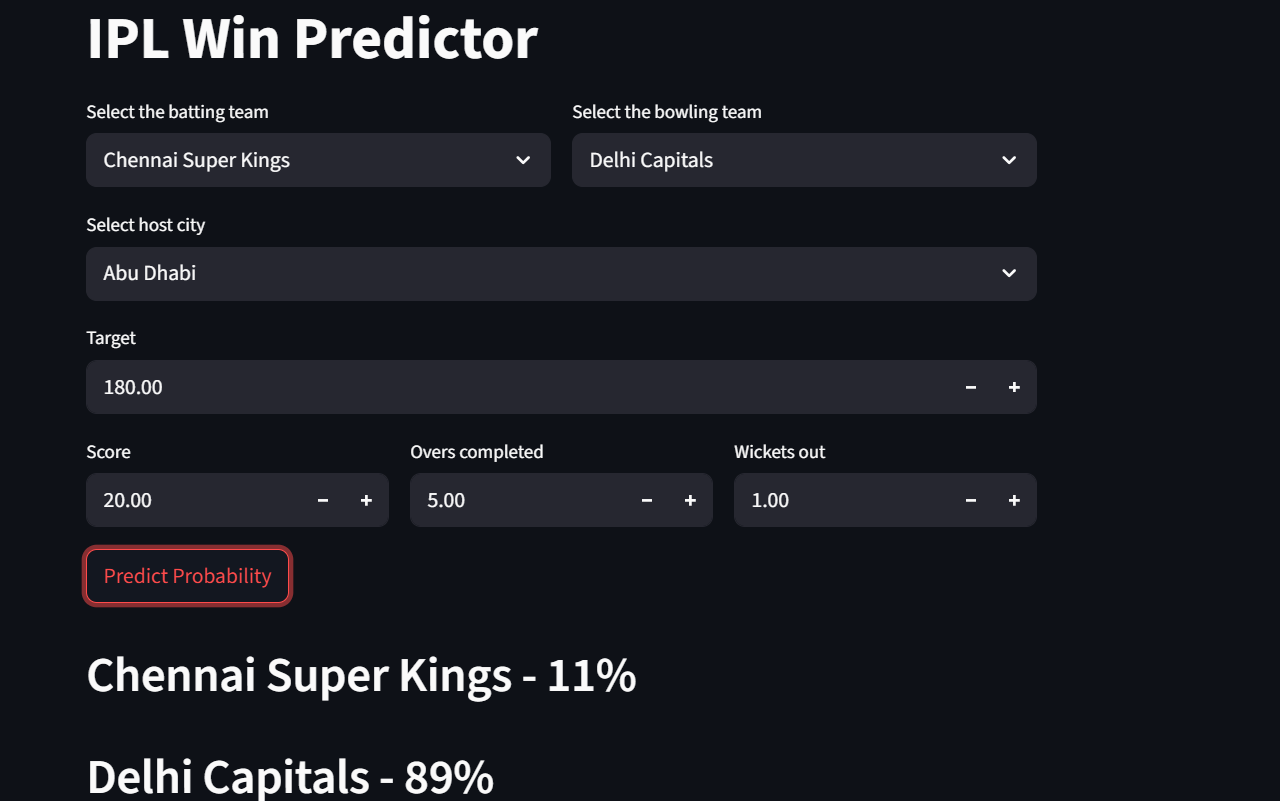 IPL Win Predictor
Select the batting team Select the bowling team
Chennai Super Kings Delhi Capitals
Select host city
Abu Dhabi
Target
180.00 − +
Score Overs completed Wickets out
20.00 − + 5.00 − + 1.00 − +
Predict Probability
Chennai Super Kings - 11%
Delhi Capitals - 89%